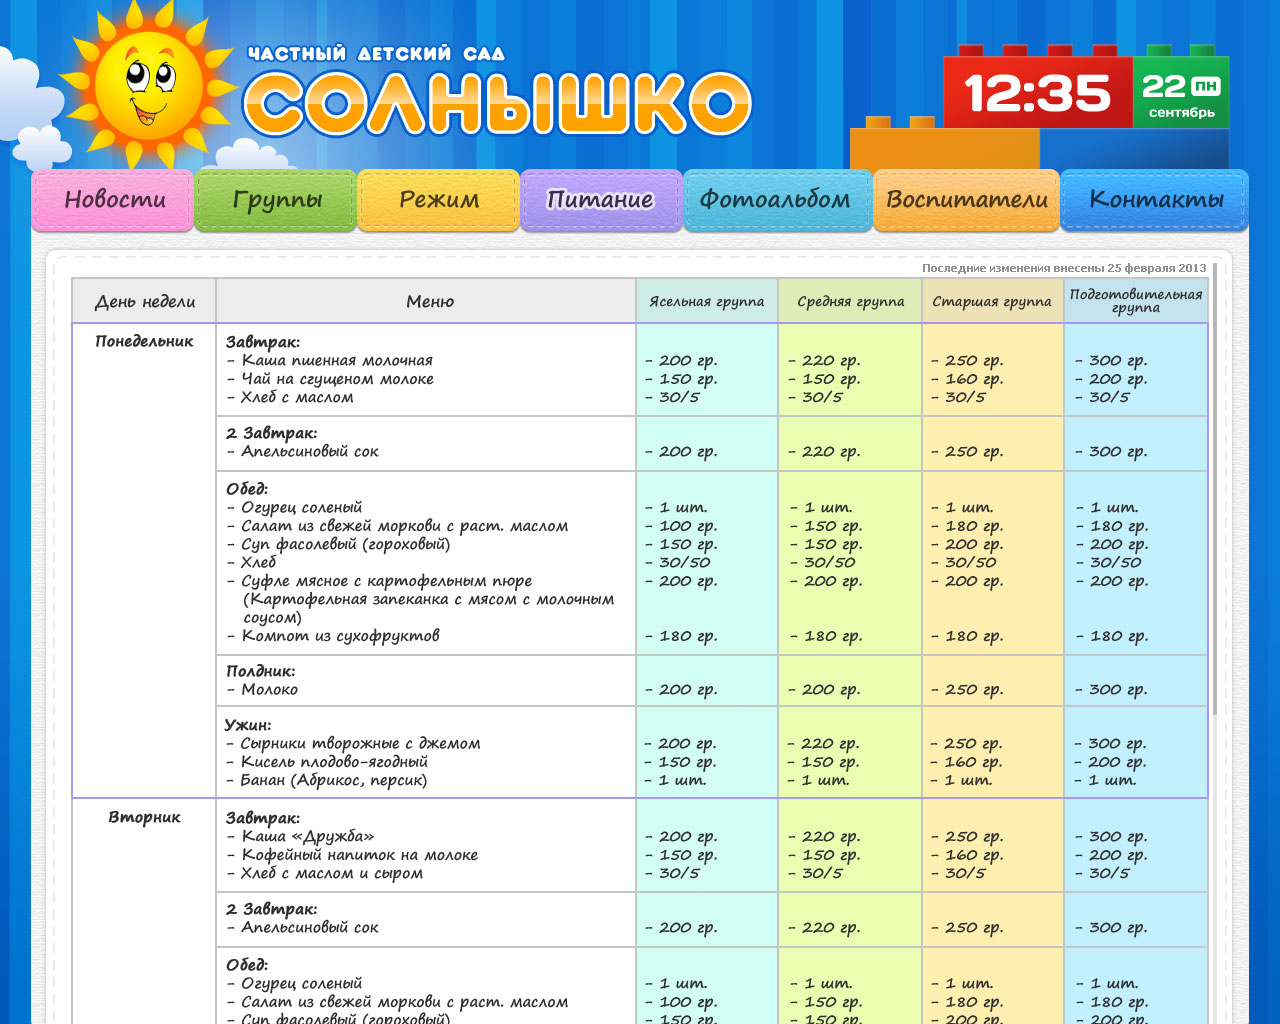 ЧАСТНЫЙ ДЕТСКИЙ САД
СОЛНЫШКО
12:35
22 пн
сентябрь
Новости Группы Режим Питание Фотоальбом Воспитатели Контакты
Последние изменения внесены 25 февраля 2013
День недели Меню Ясельная группа Средняя группа Старшая группа Подготовительная группа
Понедельник Завтрак:
- Каша пшенная молочная - 200 гр. - 220 гр. - 250 гр. - 300 гр.
- Чай на сгущеном молоке - 150 гр. - 150 гр. - 160 гр. - 200 гр.
- Хлеб с маслом - 30/5 - 30/5 - 30/5 - 30/5
2 Завтрак:
- Апельсиновый сок - 200 гр. - 220 гр. - 250 гр. - 300 гр.
Обед:
- Огурец соленый - 1 шт. - 1 шт. - 1 шт. - 1 шт.
- Салат из свежей моркови с раст. маслом - 100 гр. - 150 гр. - 180 гр. - 180 гр.
- Суп фасолевый (гороховый) - 150 гр. - 150 гр. - 200 гр. - 200 гр.
- Хлеб - 30/50 - 30/50 - 30/50 - 30/50
- Суфле мясное с картофельным пюре - 200 гр. - 200 гр. - 200 гр. - 200 гр.
(Картофельная запеканка с мясом с молочным
соусом)
- Компот из сухофруктов - 180 гр. - 180 гр. - 180 гр. - 180 гр.
Полдник:
- Молоко - 200 гр. - 200 гр. - 250 гр. - 300 гр.
Ужин:
- Сырники творожные с джемом - 200 гр. - 220 гр. - 250 гр. - 300 гр.
- Кисель плодово-ягодный - 150 гр. - 150 гр. - 160 гр. - 200 гр.
- Банан (Абрикос, персик) - 1 шт. - 1 шт. - 1 шт. - 1 шт.
Вторник Завтрак:
- Каша «Дружба» - 200 гр. - 220 гр. - 250 гр. - 300 гр.
- Кофейный напиток на молоке - 150 гр. - 150 гр. - 160 гр. - 200 гр.
- Хлеб с маслом и сыром - 30/5 - 30/5 - 30/5 - 30/5
2 Завтрак:
- Апельсиновый сок - 200 гр. - 220 гр. - 250 гр. - 300 гр.
Обед:
- Огурец соленый - 1 шт. - 1 шт. - 1 шт. - 1 шт.
- Салат из свежей моркови с раст. маслом - 100 гр. - 150 гр. - 180 гр. - 180 гр.
- Суп фасолевый (гороховый) - 150 гр. - 150 гр. - 200 гр. - 200 гр.